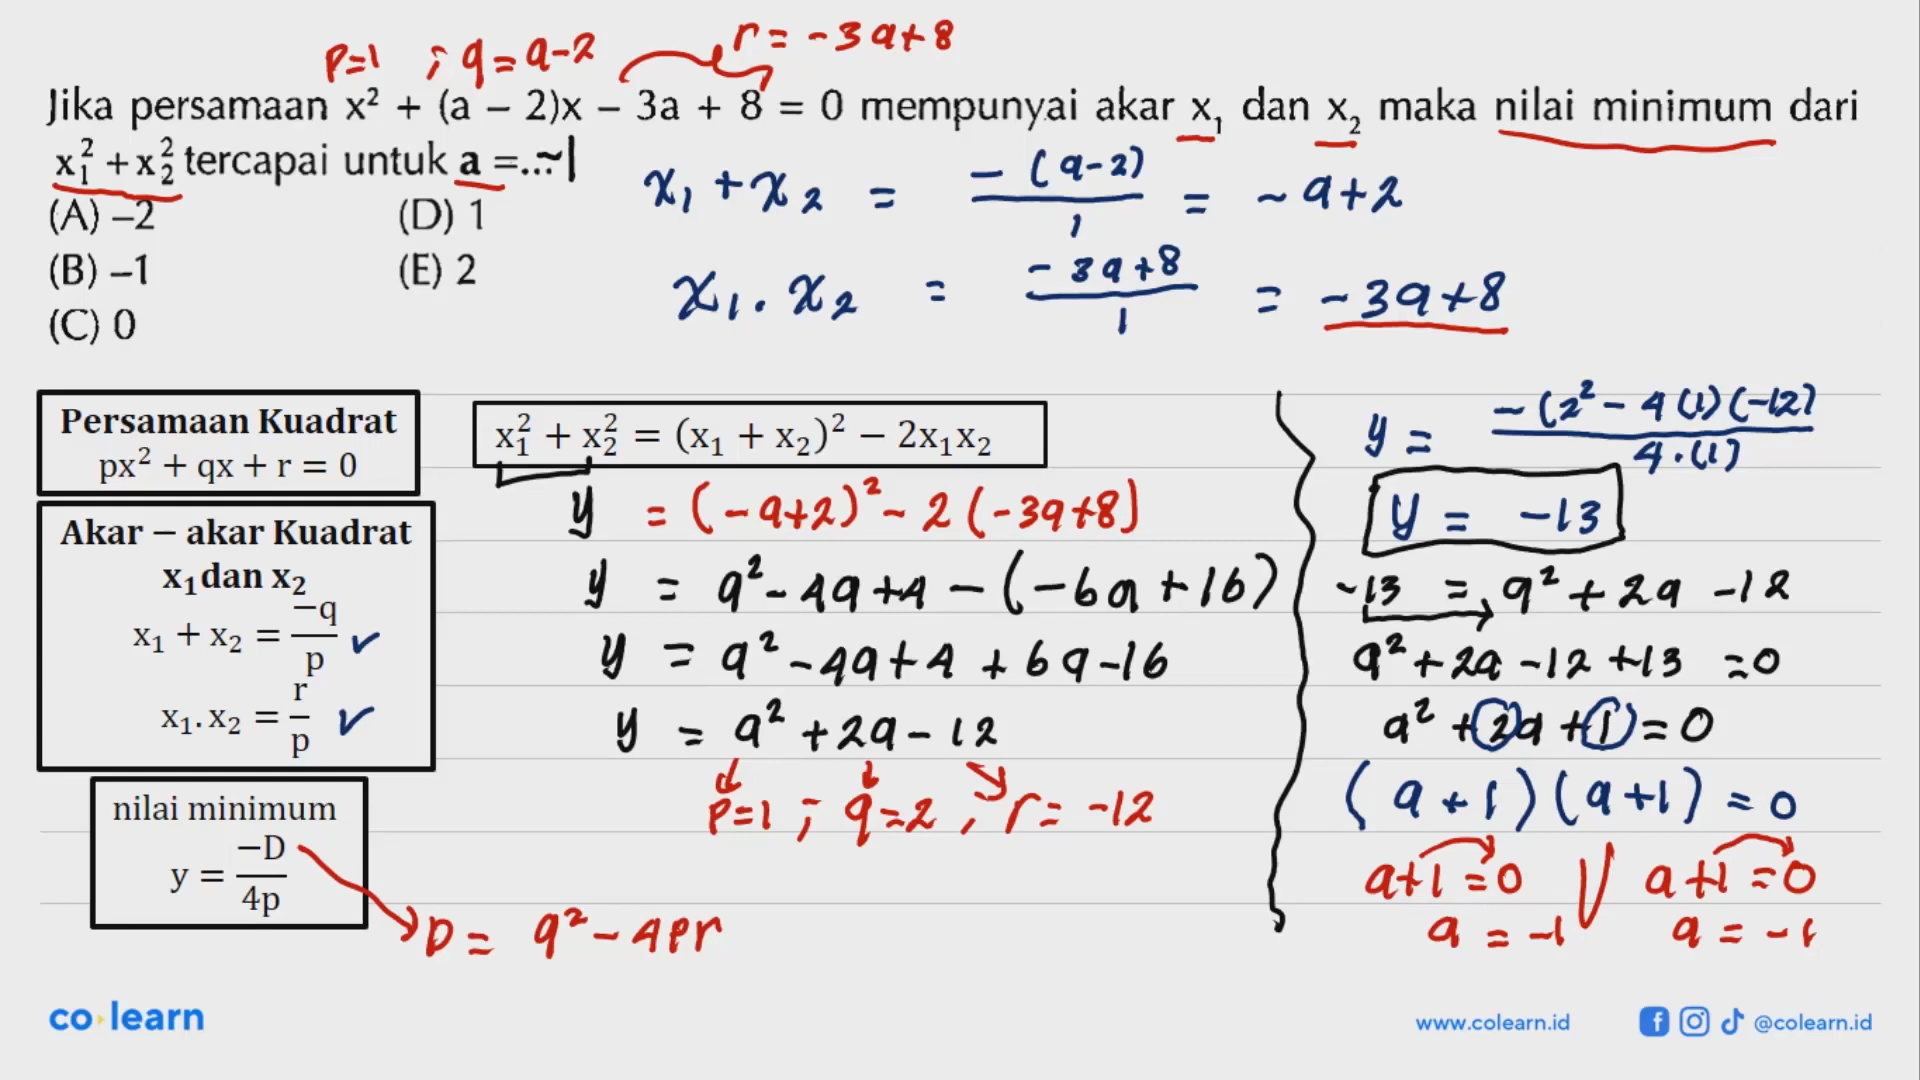 p=1 ; q=a-2 r= -3a+8
Jika persamaan x² + (a – 2)x – 3a + 8 = 0 mempunyai akar x₁ dan x₂ maka nilai minimum dari
x₁² + x₂² tercapai untuk a =...~|
(A) –2 (D) 1
(B) –1 (E) 2
(C) 0
x₁ + x₂ = -(a-2)/1 = -a+2
x₁ . x₂ = -3a+8/1 = -3a+8
Persamaan Kuadrat
px² + qx + r = 0
Akar – akar Kuadrat
x₁ dan x₂
x₁ + x₂ = -q/p ✓
x₁. x₂ = r/p ✓
nilai minimum
y = -D/4p
D = q² - 4pr
x₁² + x₂² = (x₁ + x₂)² – 2x₁x₂
y = (-a+2)² - 2(-3a+8)
y = a² - 4a+4 - (-6a + 16)
y = a² - 4a+4 + 6a-16
y = a² +2a - 12
p=1 ; q=2 , r= -12
y = -(2² - 4(1)(-12)/4.(1)
y = -13
-13 = a² + 2a -12
a² + 2a -12 +13 =0
a² + 2a + 1 = 0
(a+1)(a+1) = 0
a+1=0 V a+1=0
a = -1 a = -1
co learn
www.colearn.id @colearn.id